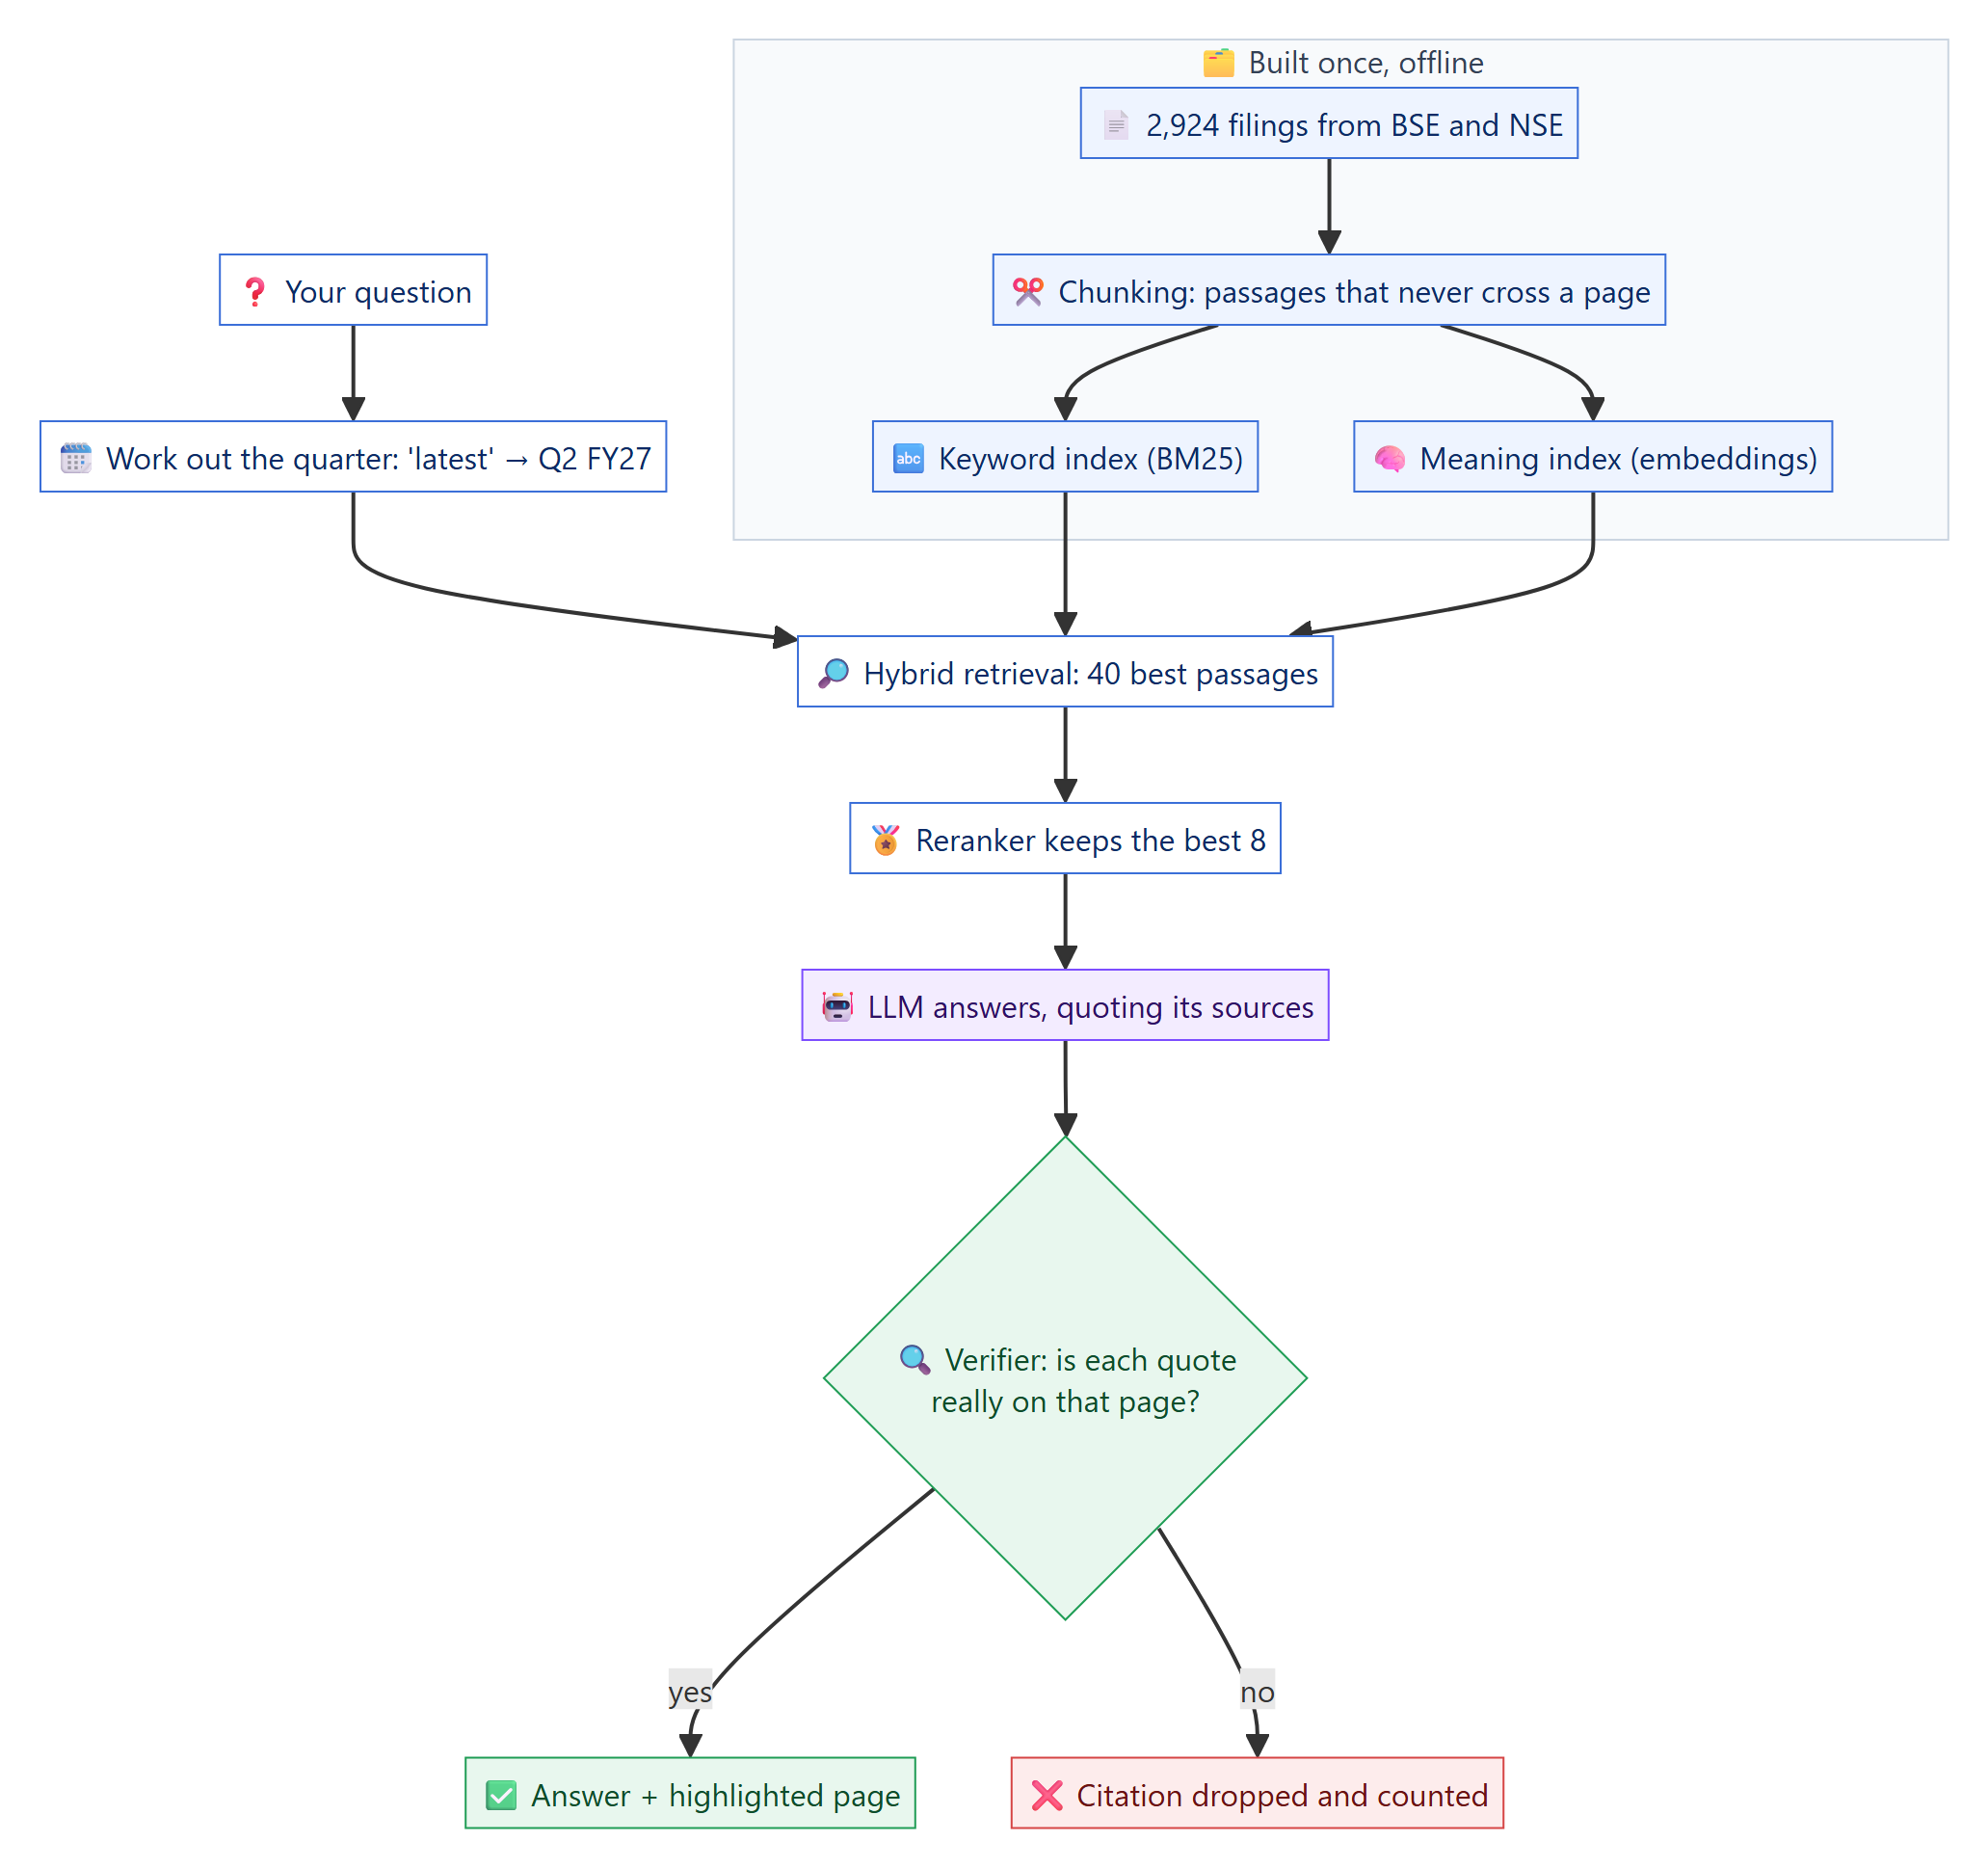 Built once, offline
2,924 filings from BSE and NSE
Your question
Chunking: passages that never cross a page
Work out the quarter: 'latest' → Q2 FY27
abc
Keyword index (BM25)
Meaning index (embeddings)
Hybrid retrieval: 40 best passages
Reranker keeps the best 8
LLM answers, quoting its sources
Verifier: is each quote
really on that page?
yes
no
Answer + highlighted page
Citation dropped and counted